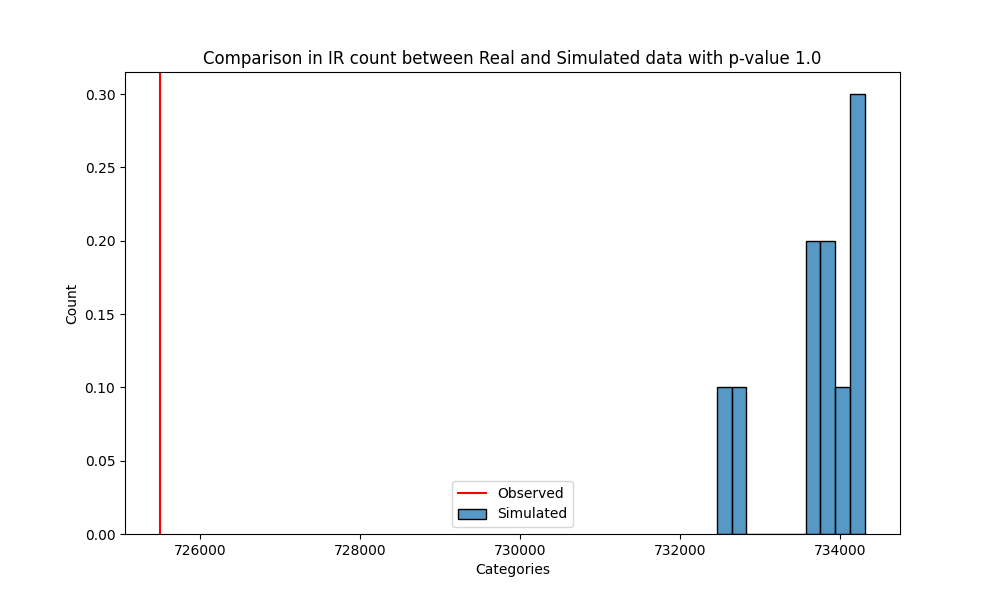 Comparison in IR count between Real and Simulated data with p-value 1.0
0.30
0.25
0.20
0.15
0.10
0.05
0.00
Count
Observed
Simulated
726000 728000 730000 732000 734000
Categories